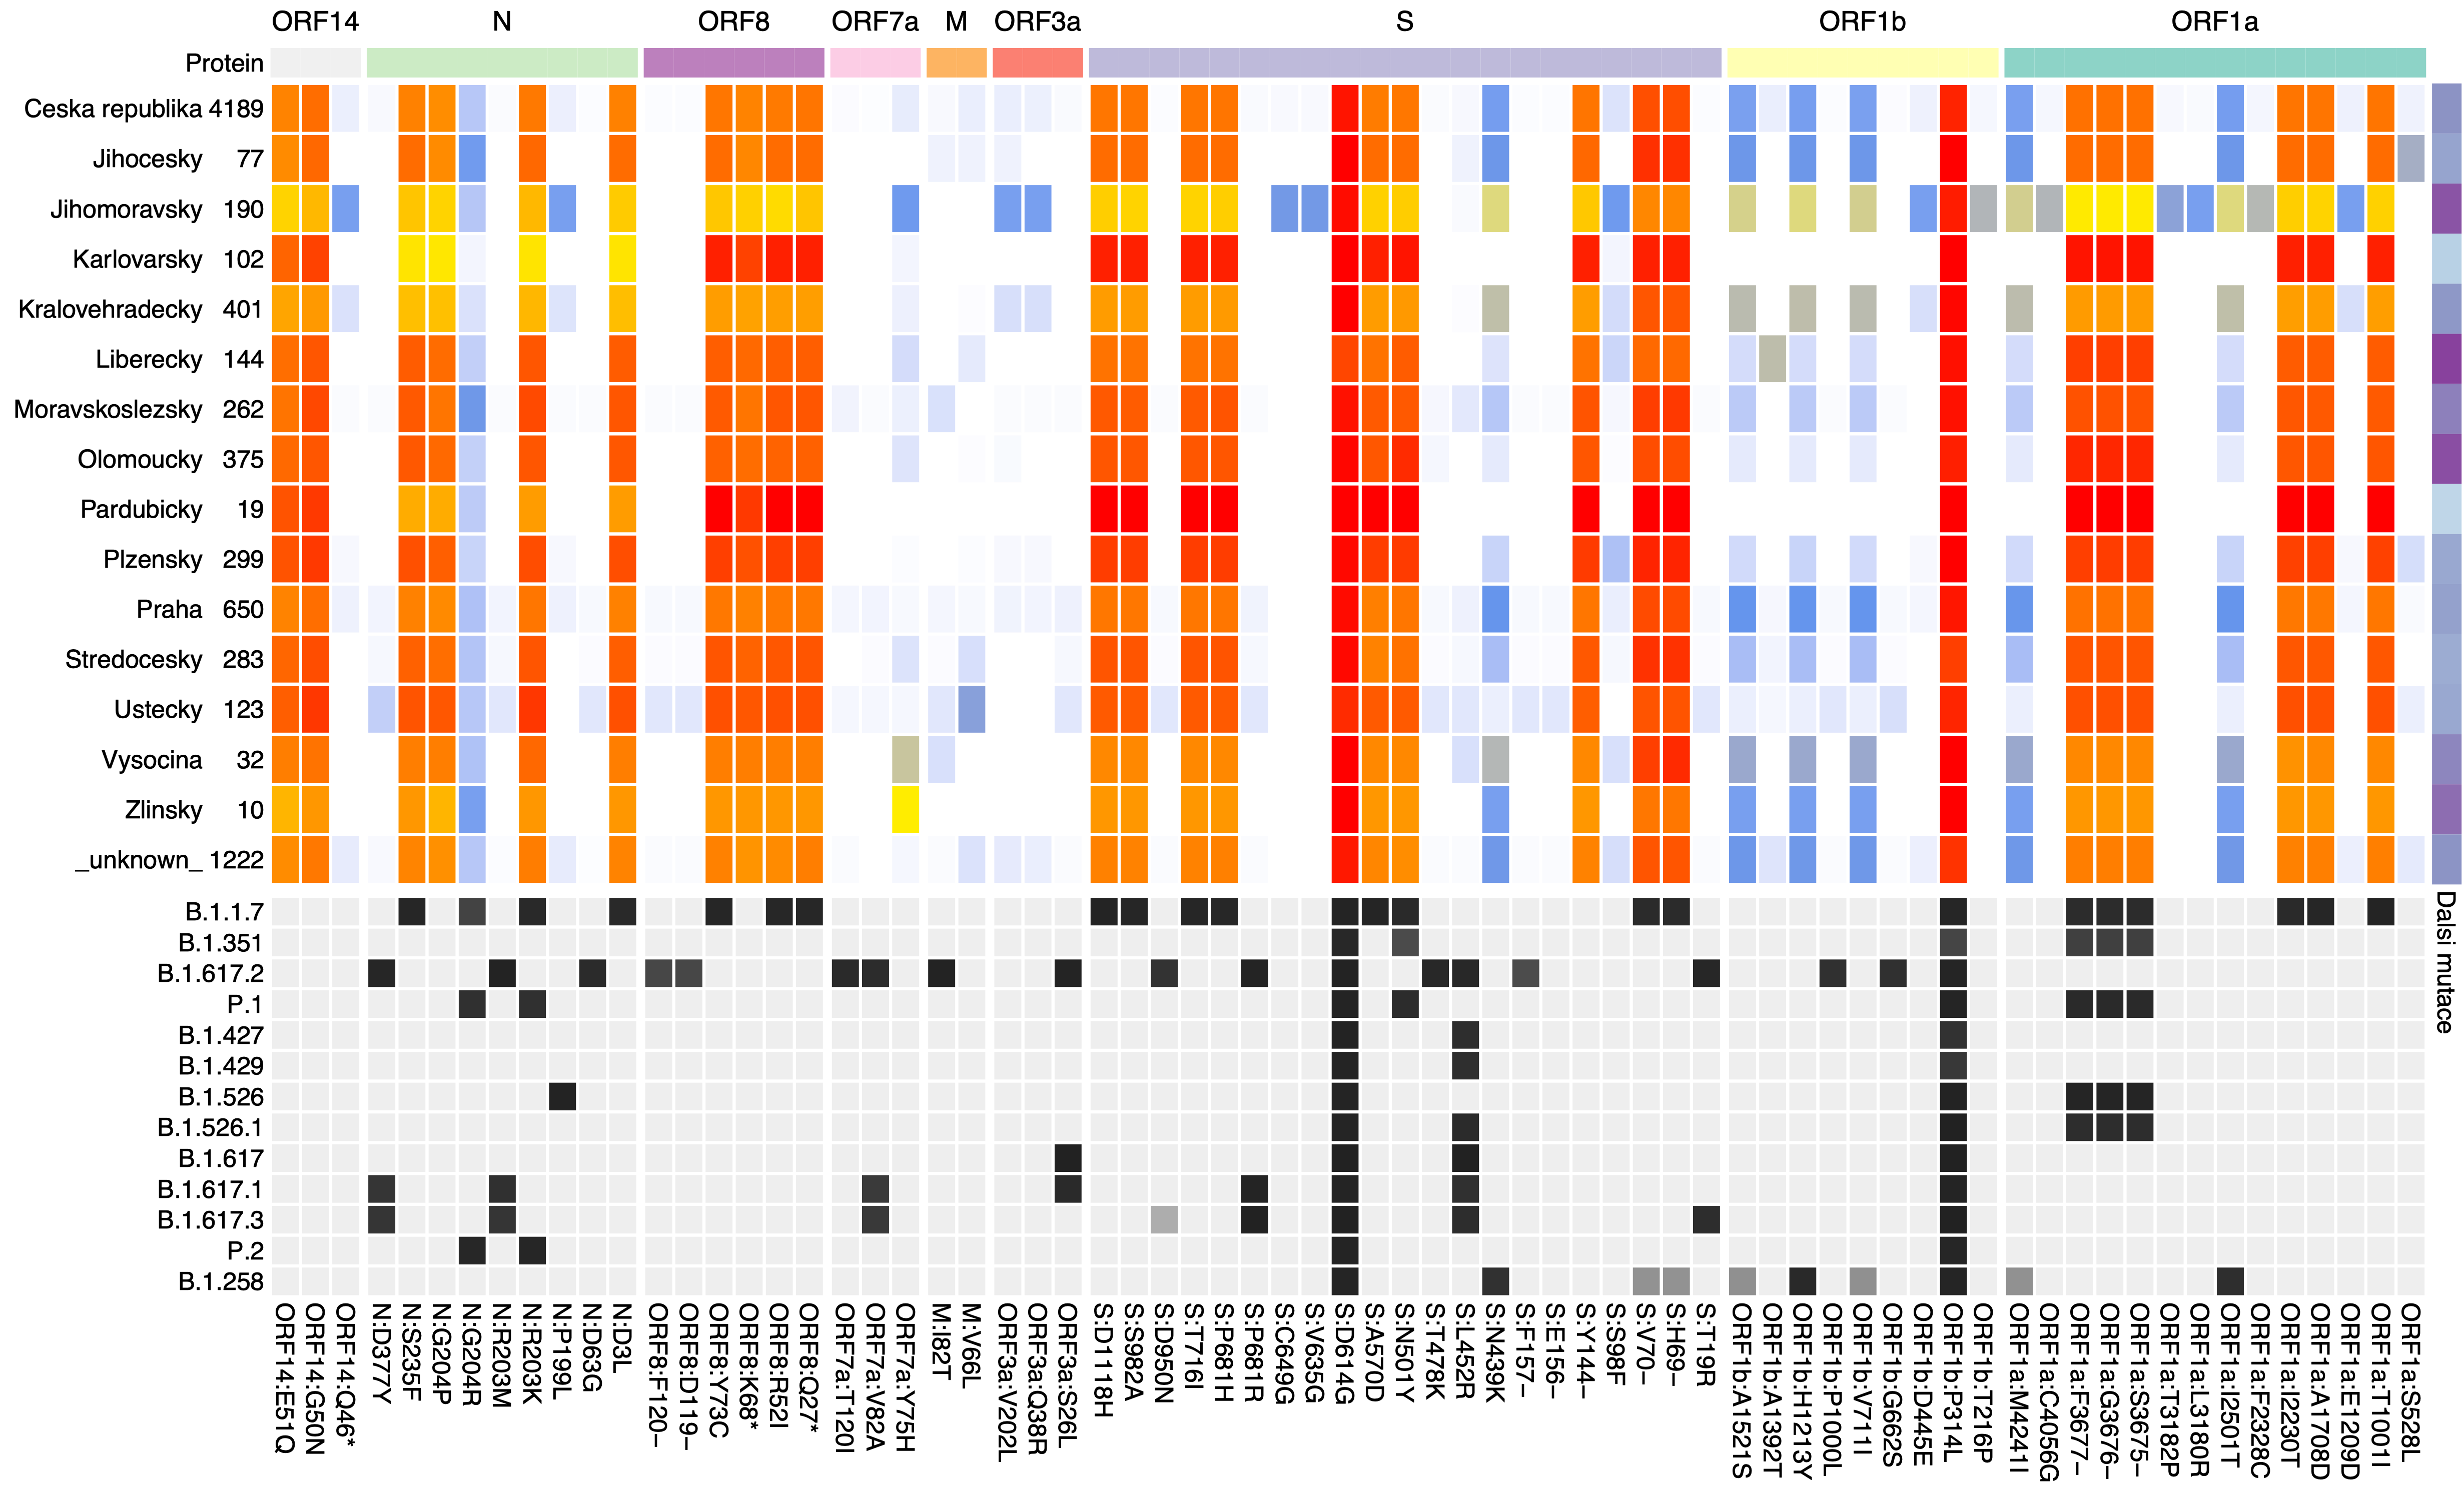 ORF14 N ORF8 ORF7a M ORF3a S ORF1b ORF1a
Protein
Ceska republika 4189
Jihocesky 77
Jihomoravsky 190
Karlovarsky 102
Kralovehradecky 401
Liberecky 144
Moravskoslezsky 262
Olomoucky 375
Pardubicky 19
Plzensky 299
Praha 650
Stredocesky 283
Ustecky 123
Vysocina 32
Zlinsky 10
_unknown_ 1222
Dalsi mutace
B.1.1.7
B.1.351
B.1.617.2
P.1
B.1.427
B.1.429
B.1.526
B.1.526.1
B.1.617
B.1.617.1
B.1.617.3
P.2
B.1.258
ORF14:E51Q
ORF14:G50N
ORF14:Q46*
N:D377Y
N:S235F
N:G204P
N:G204R
N:R203M
N:R203K
N:P199L
N:D63G
N:D3L
ORF8:F120–
ORF8:D119–
ORF8:Y73C
ORF8:K68*
ORF8:R52I
ORF8:Q27*
ORF7a:T120I
ORF7a:V82A
ORF7a:Y75H
M:I82T
M:V66L
ORF3a:V202L
ORF3a:Q38R
ORF3a:S26L
S:D1118H
S:S982A
S:D950N
S:T716I
S:P681H
S:P681R
S:C649G
S:V635G
S:D614G
S:A570D
S:N501Y
S:T478K
S:L452R
S:N439K
S:F157–
S:E156–
S:Y144–
S:S98F
S:V70–
S:H69–
S:T19R
ORF1b:A1521S
ORF1b:A1392T
ORF1b:H1213Y
ORF1b:P1000L
ORF1b:V711I
ORF1b:G662S
ORF1b:D445E
ORF1b:P314L
ORF1b:T216P
ORF1a:M4241I
ORF1a:C4056G
ORF1a:F3677–
ORF1a:G3676–
ORF1a:S3675–
ORF1a:T3182P
ORF1a:L3180R
ORF1a:I2501T
ORF1a:F2328C
ORF1a:I2230T
ORF1a:A1708D
ORF1a:E1209D
ORF1a:T1001I
ORF1a:S528L